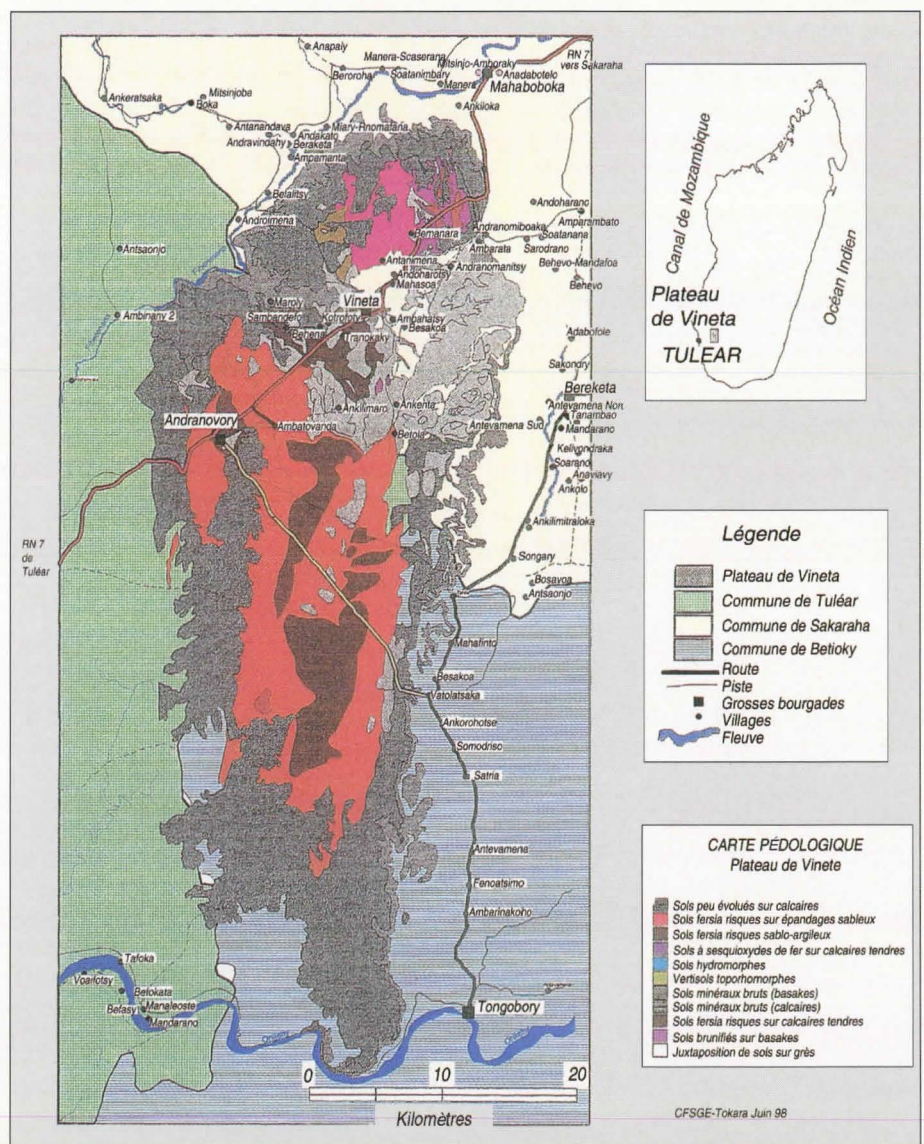 Anapaiy
Manera-Scaserana
RN 7
vers Sakaraha
Beroroha
Soatanimbary
Mitsinjo-Amboraky
Anadabotelo
Manera
Mahaboboka
Ankeratsaka
Mitsinjoba
Boka
Ankiloka
Antanandava
Miary-Rnomatana
Andakato
Andravindahy
Beraketa
Ampamanta
Belalitsy
Andoharano
Androimena
Andranomiboaka
Amparambato
Bemanara
Soatanana
Antsaonjo
Ambarata
Sarodrano
Antanimena
Andranomanitsy
Behevo-Mandafoa
Andoharotsy
Mahasoa
Behevo
Maroly
Vineta
Ambinany 2
Sambandefo
Kotrofoty
Ambahatsy
Besakoa
Behena
Tranokaky
Adabofole
Sakondry
Bereketa
Ankilimaro
Ankenta
Antevamena Nord
Tanambao
Andranovory
Ambatovanda
Betoia
Antevamena Sud
Mandarano
Kelivondraka
Soarano
Anaviavy
Ankolo
Ankilimitraloka
RN 7
de
Tuléar
Songary
Bosavoa
Antsaonjo
Mahafinto
Besakoa
Vatolatsaka
Ankorohotse
Somodriso
Satria
Antevamena
Fenoatsimo
Ambarinakoho
Tafoka
Voaifotsy
Befokata
Befasy
Manaleoste
Mandarano
Tongobory
0 10 20
Kilomètres
Canal de Mozambique
Océan Indien
Plateau
de Vineta
TULEAR
Légende
Plateau de Vineta
Commune de Tuléar
Commune de Sakaraha
Commune de Betioky
Route
Piste
Grosses bourgades
Villages
Fleuve
CARTE PÉDOLOGIQUE
Plateau de Vinete
Sols peu évolués sur calcaires
Sols fersia risques sur épandages sableux
Sols fersia risques sablo-argileux
Sols à sesquioxydes de fer sur calcaires tendres
Sols hydromorphes
Vertisols toporhomorphes
Sols minéraux bruts (basakes)
Sols minéraux bruts (calcaires)
Sols fersia risques sur calcaires tendres
Sols brunifiés sur basakes
Juxtaposition de sols sur grès
CFSGE-Tokara Juin 98